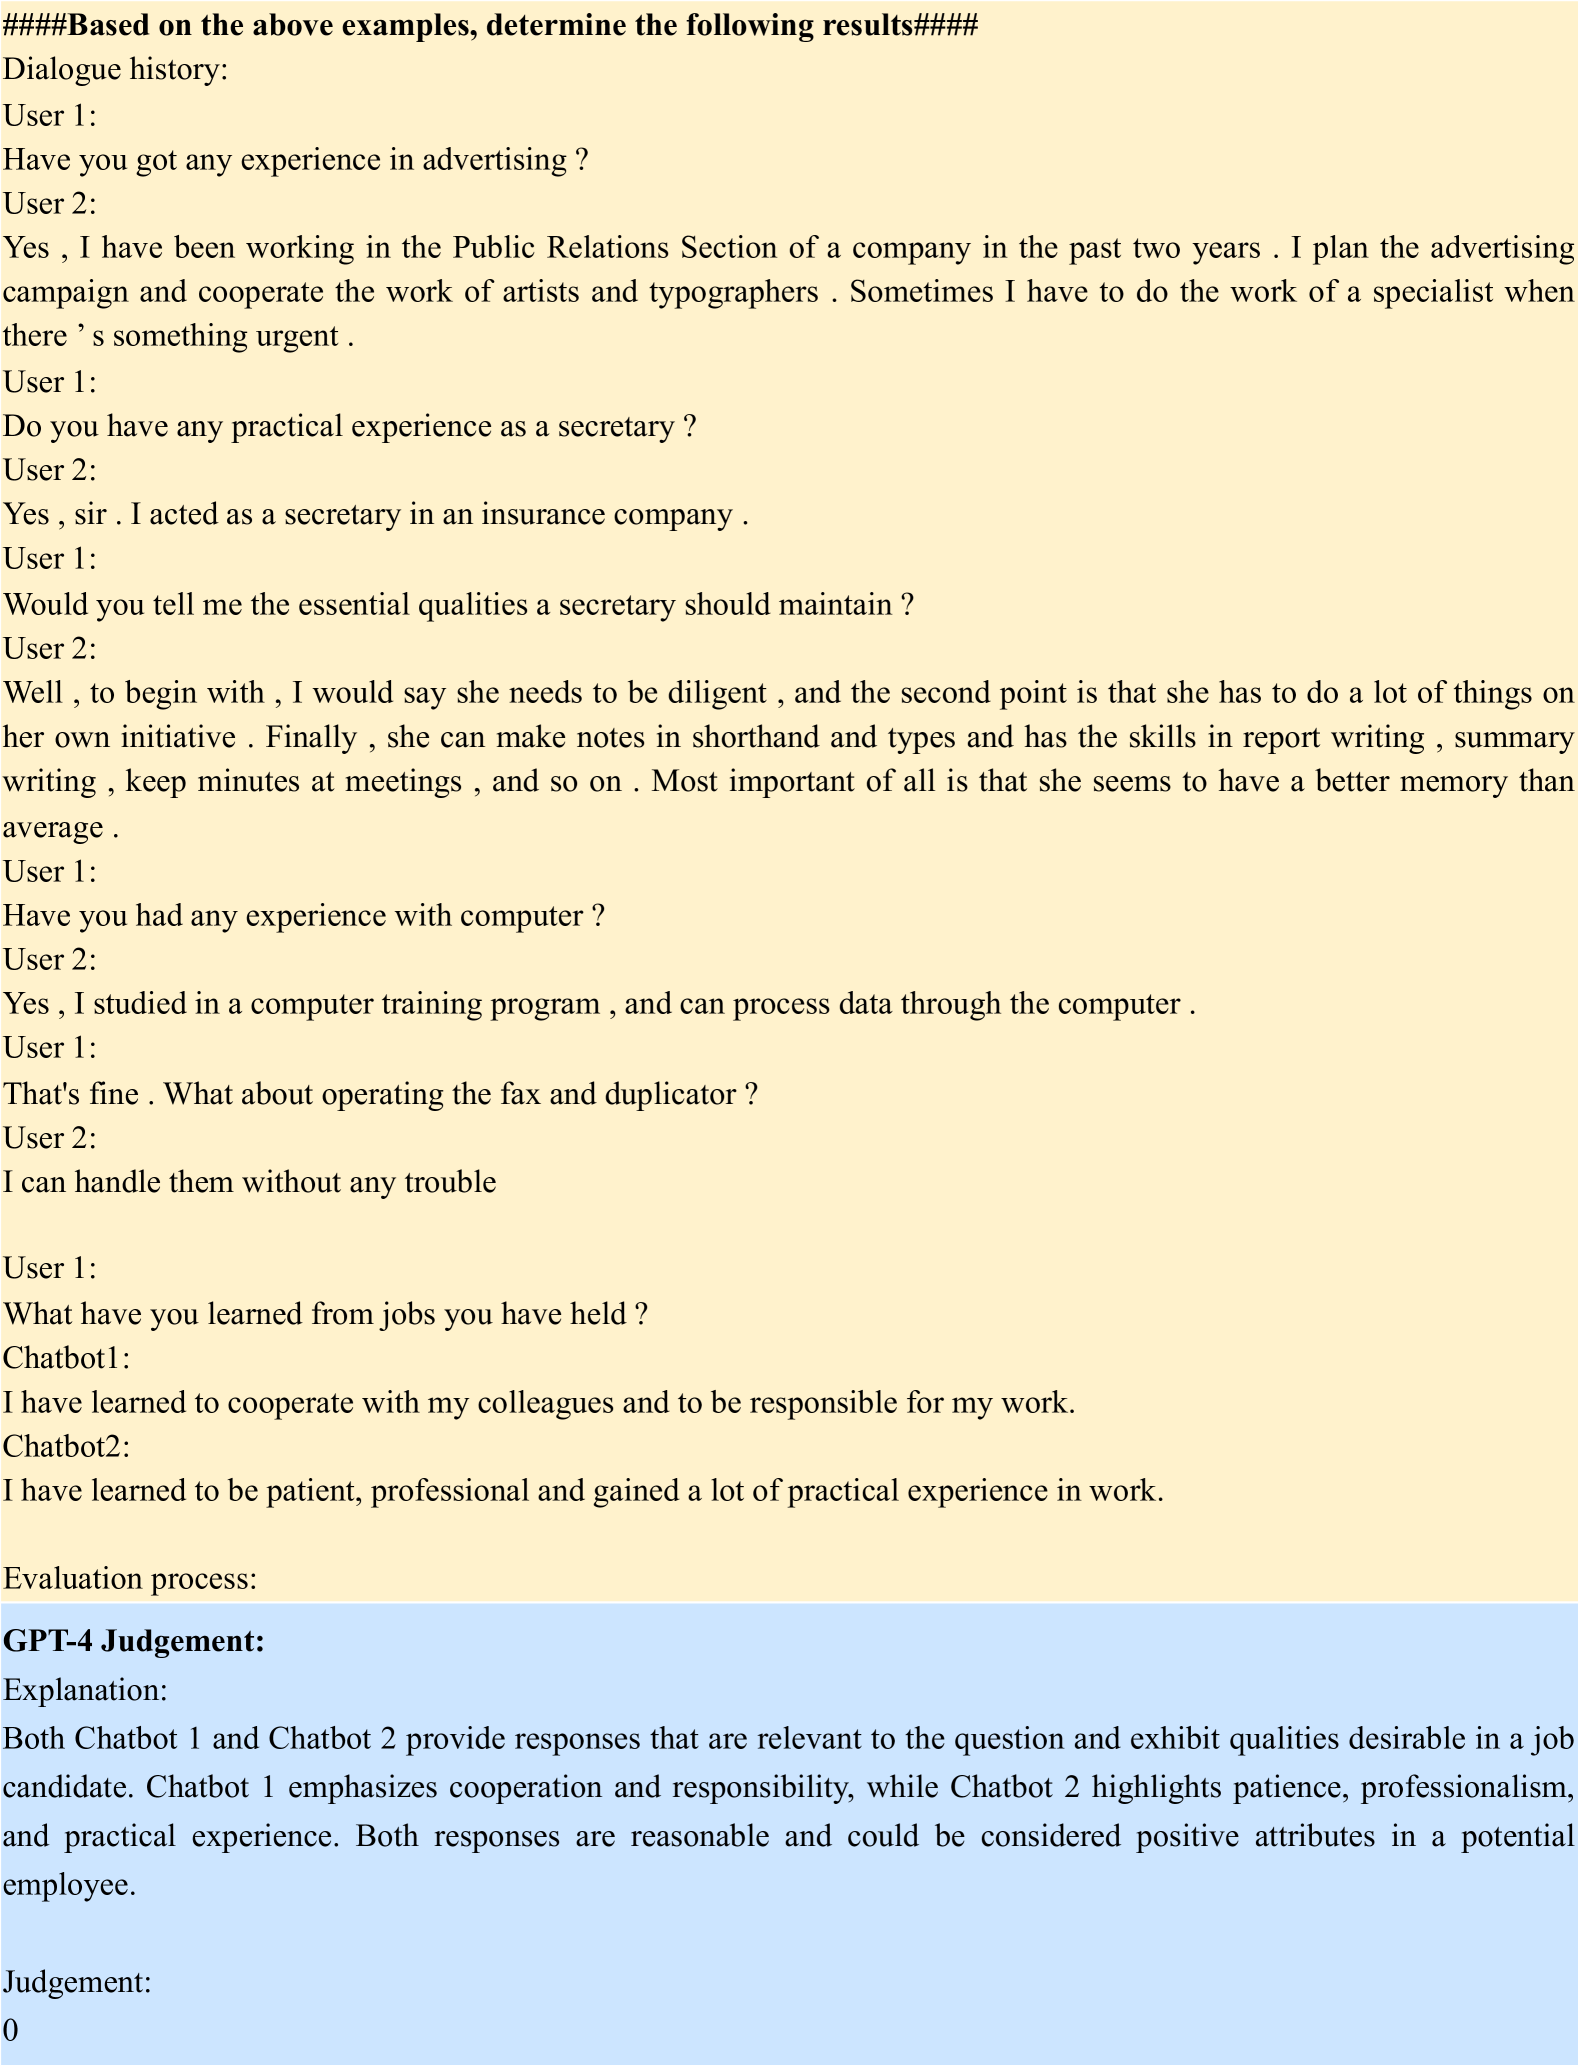 ####Based on the above examples, determine the following results####
Dialogue history:
User 1:
Have you got any experience in advertising ?
User 2:
Yes , I have been working in the Public Relations Section of a company in the past two years . I plan the advertising
campaign and cooperate the work of artists and typographers . Sometimes I have to do the work of a specialist when
there ’ s something urgent .
User 1:
Do you have any practical experience as a secretary ?
User 2:
Yes , sir . I acted as a secretary in an insurance company .
User 1:
Would you tell me the essential qualities a secretary should maintain ?
User 2:
Well , to begin with , I would say she needs to be diligent , and the second point is that she has to do a lot of things on
her own initiative . Finally , she can make notes in shorthand and types and has the skills in report writing , summary
writing , keep minutes at meetings , and so on . Most important of all is that she seems to have a better memory than
average .
User 1:
Have you had any experience with computer ?
User 2:
Yes , I studied in a computer training program , and can process data through the computer .
User 1:
That's fine . What about operating the fax and duplicator ?
User 2:
I can handle them without any trouble
User 1:
What have you learned from jobs you have held ?
Chatbot1:
I have learned to cooperate with my colleagues and to be responsible for my work.
Chatbot2:
I have learned to be patient, professional and gained a lot of practical experience in work.
Evaluation process:
GPT-4 Judgement:
Explanation:
Both Chatbot 1 and Chatbot 2 provide responses that are relevant to the question and exhibit qualities desirable in a job
candidate. Chatbot 1 emphasizes cooperation and responsibility, while Chatbot 2 highlights patience, professionalism,
and practical experience. Both responses are reasonable and could be considered positive attributes in a potential
employee.
Judgement:
0